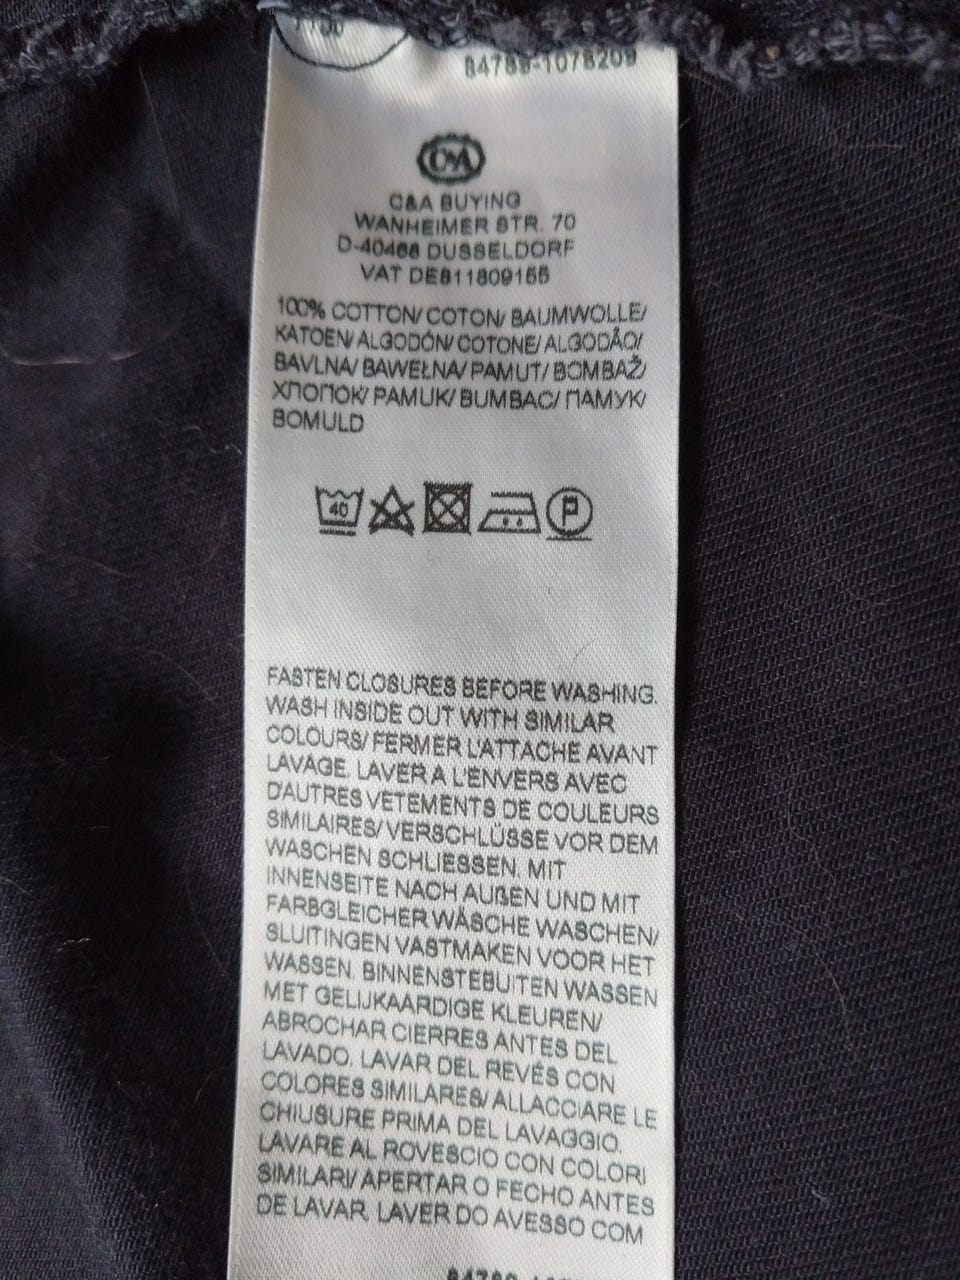 84789-1078209
C&A
C&A BUYING
WANHEIMER STR. 70
D-40468 DUSSELDORF
VAT DE811809155
100% COTTON/ COTON/ BAUMWOLLE/
KATOEN/ ALGODÓN/ COTONE/ ALGODÃO/
BAVLNA/ BAWEŁNA/ PAMUT/ BOMBAŽ/
ХЛОПОК/ PAMUK/ BUMBAC/ ПАМУК/
BOMULD
40 P
FASTEN CLOSURES BEFORE WASHING.
WASH INSIDE OUT WITH SIMILAR
COLOURS/ FERMER L'ATTACHE AVANT
LAVAGE. LAVER A L'ENVERS AVEC
D'AUTRES VETEMENTS DE COULEURS
SIMILAIRES/ VERSCHLÜSSE VOR DEM
WASCHEN SCHLIESSEN. MIT
INNENSEITE NACH AUßEN UND MIT
FARBGLEICHER WÄSCHE WASCHEN/
SLUITINGEN VASTMAKEN VOOR HET
WASSEN. BINNENSTEBUITEN WASSEN
MET GELIJKAARDIGE KLEUREN/
ABROCHAR CIERRES ANTES DEL
LAVADO. LAVAR DEL REVÉS CON
COLORES SIMILARES/ ALLACCIARE LE
CHIUSURE PRIMA DEL LAVAGGIO.
LAVARE AL ROVESCIO CON COLORI
SIMILARI/ APERTAR O FECHO ANTES
DE LAVAR. LAVER DO AVESSO COM